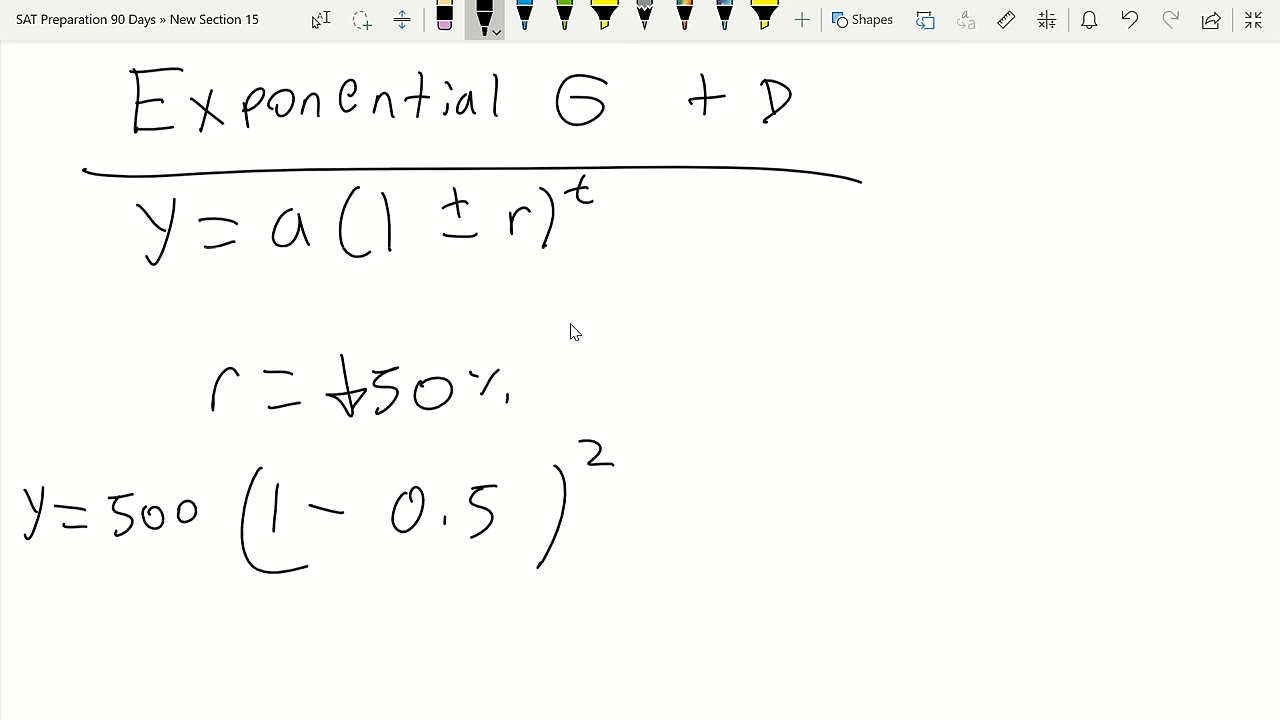 SAT Preparation 90 Days » New Section 15
Shapes
Exponential G + D
y = a(1 ± r)^t
r = ↓50%
y = 500 (1 - 0.5)^2